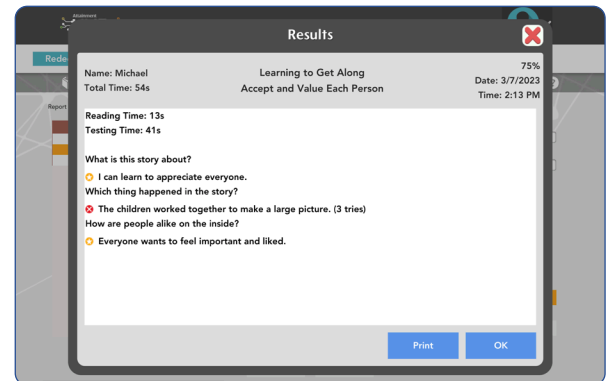 Attainment
Results
Rede
Report
Name: Michael
Total Time: 54s
Learning to Get Along
Accept and Value Each Person
75%
Date: 3/7/2023
Time: 2:13 PM
Reading Time: 13s
Testing Time: 41s
What is this story about?
I can learn to appreciate everyone.
Which thing happened in the story?
The children worked together to make a large picture. (3 tries)
How are people alike on the inside?
Everyone wants to feel important and liked.
Print
OK